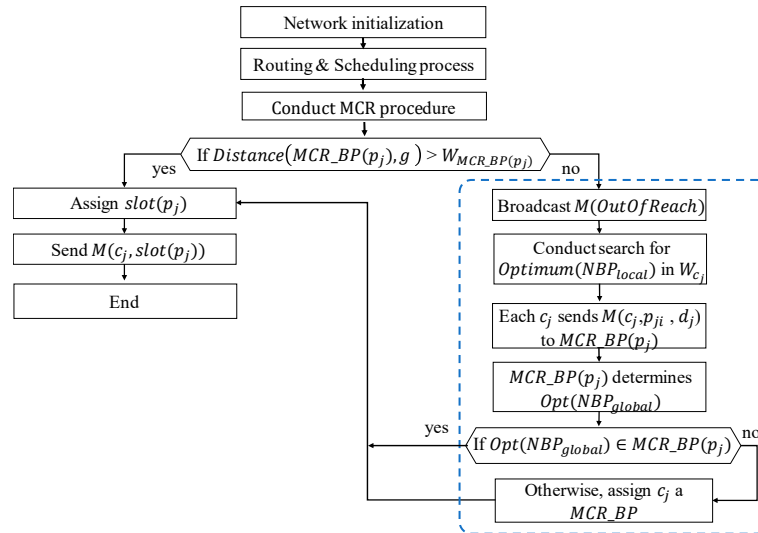 Network initialization
Routing & Scheduling process
Conduct MCR procedure
If Distance(MCR_BP(p_j), g) > W_{MCR_BP(p_j)}
yes
no
Assign slot(p_j)
Send M(c_j, slot(p_j))
End
Broadcast M(OutOfReach)
Conduct search for
Optimum(NBP_local) in W_{c_j}
Each c_j sends M(c_j,p_{ji} , d_j)
to MCR_BP(p_j)
MCR_BP(p_j) determines
Opt(NBP_global)
yes
If Opt(NBP_global) ∈ MCR_BP(p_j)
no
Otherwise, assign c_j a
MCR_BP